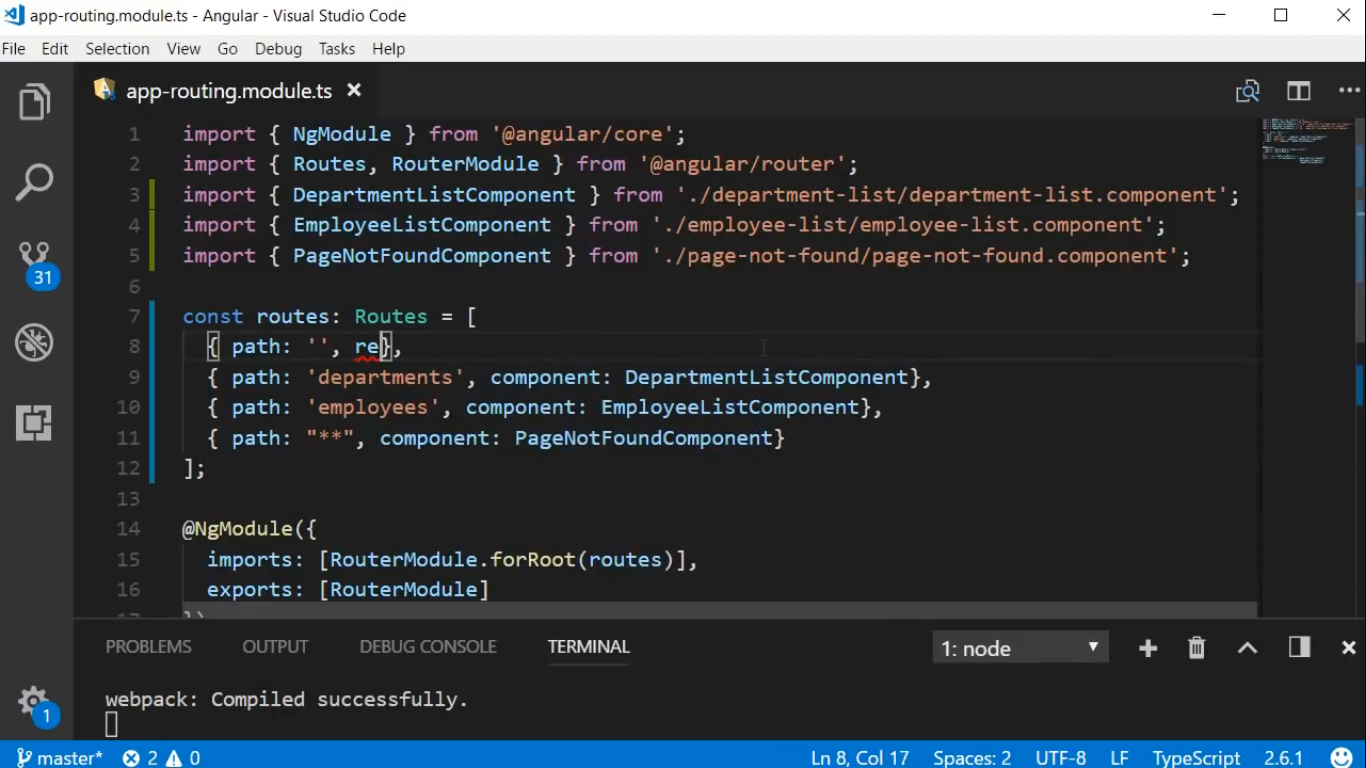 app-routing.module.ts - Angular - Visual Studio Code
File Edit Selection View Go Debug Tasks Help
app-routing.module.ts
1 import { NgModule } from '@angular/core';
2 import { Routes, RouterModule } from '@angular/router';
3 import { DepartmentListComponent } from './department-list/department-list.component';
4 import { EmployeeListComponent } from './employee-list/employee-list.component';
5 import { PageNotFoundComponent } from './page-not-found/page-not-found.component';
6
7 const routes: Routes = [
8 { path: '', re},
9 { path: 'departments', component: DepartmentListComponent},
10 { path: 'employees', component: EmployeeListComponent},
11 { path: "**", component: PageNotFoundComponent}
12 ];
13
14 @NgModule({
15 imports: [RouterModule.forRoot(routes)],
16 exports: [RouterModule]
31
PROBLEMS OUTPUT DEBUG CONSOLE TERMINAL 1: node
webpack: Compiled successfully.
1
master* 2 0 Ln 8, Col 17 Spaces: 2 UTF-8 LF TypeScript 2.6.1